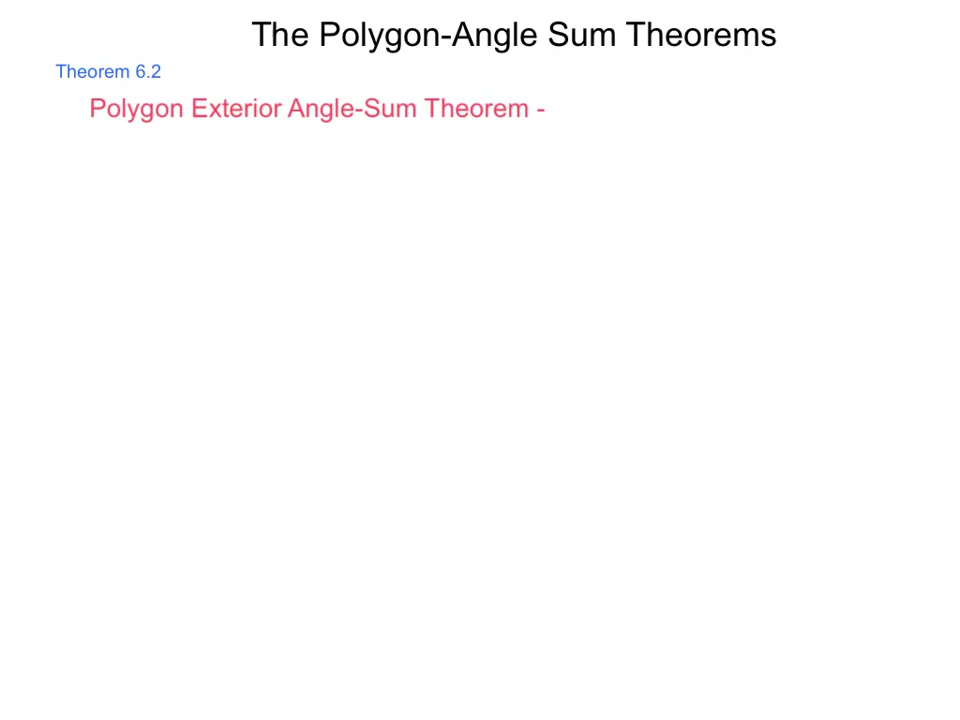 The Polygon-Angle Sum Theorems
Theorem 6.2
Polygon Exterior Angle-Sum Theorem -